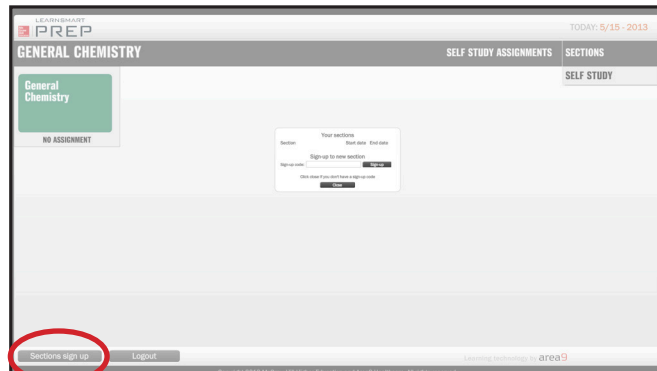 LEARNSMART
PREP
TODAY: 5/15 - 2013
GENERAL CHEMISTRY
SELF STUDY ASSIGNMENTS
SECTIONS
SELF STUDY
General
Chemistry
NO ASSIGNMENT
Your sections
Section Start date End date
Sign-up to new section
Sign-up code: Sign up
Click close if you don't have a sign-up code.
Close
Sections sign up
Logout
Learning technology by area9